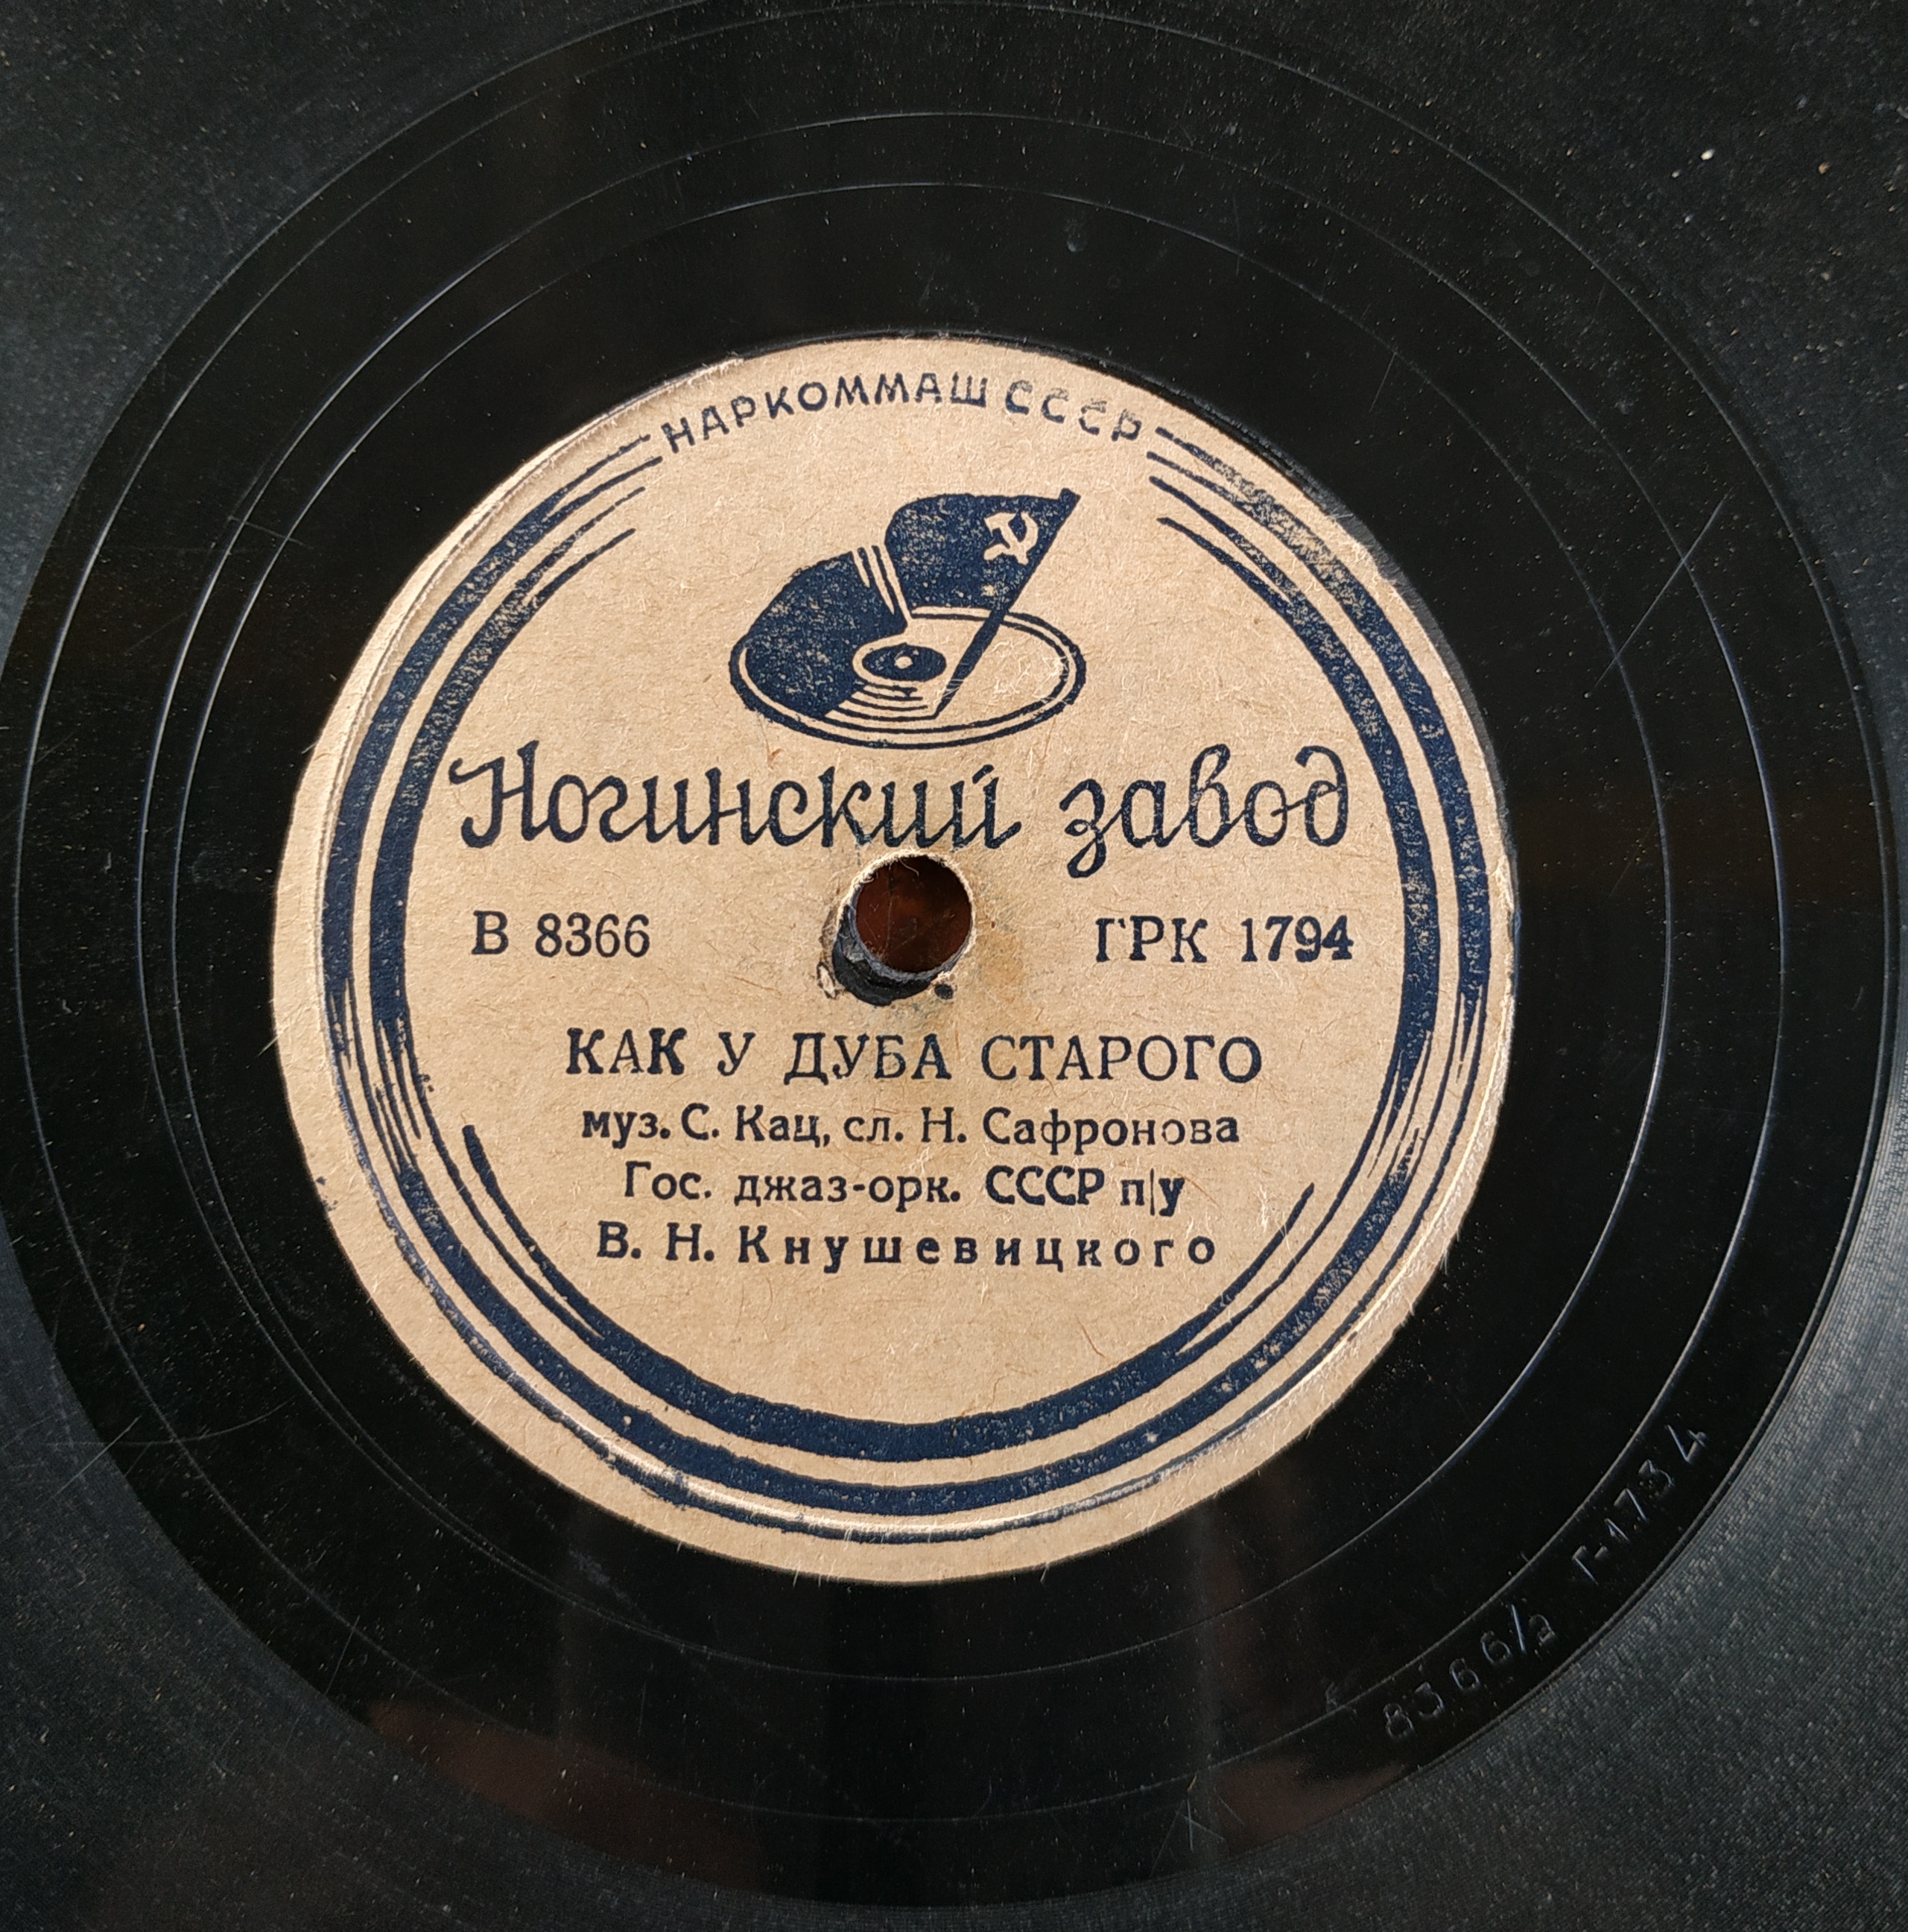 НАРКОММАШ СССР
Ногинский завод
В 8366 ГРК 1794
КАК У ДУБА СТАРОГО
муз. С. Кац, сл. Н. Сафронова
Гос. джаз-орк. СССР п/у
В. Н. Кнушевицкого
8366/2 Г-1734